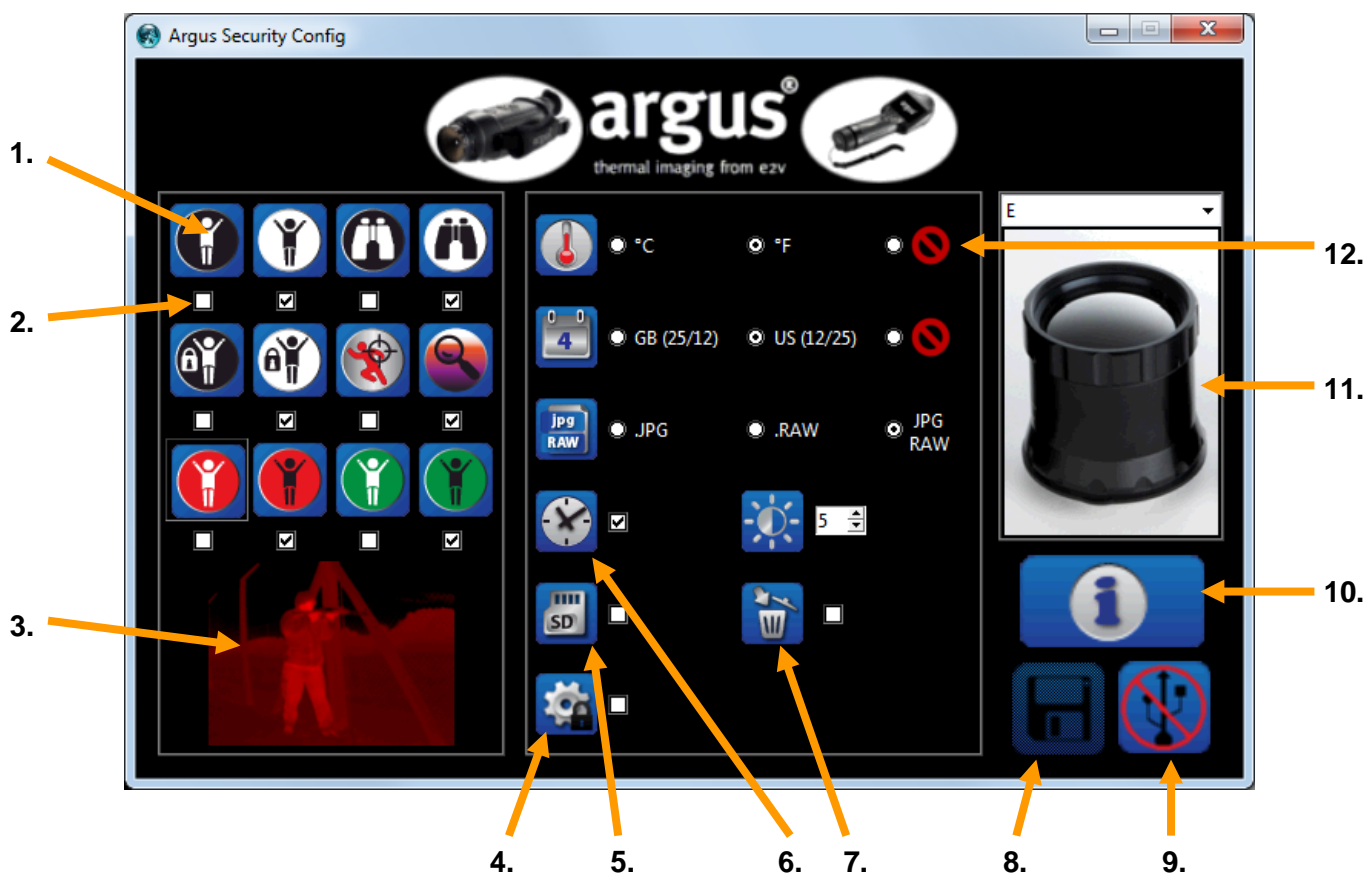 Argus Security Config
argus®
thermal imaging from e2v
1.
2.
3.
E
°C
°F
12.
4
GB (25/12)
US (12/25)
11.
jpg
RAW
.JPG
.RAW
JPG
RAW
5
SD
i
10.
4.
5.
6.
7.
8.
9.